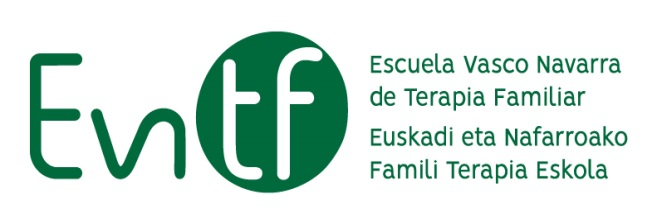 Evntf
Escuela Vasco Navarra
de Terapia Familiar
Euskadi eta Nafarroako
Famili Terapia Eskola